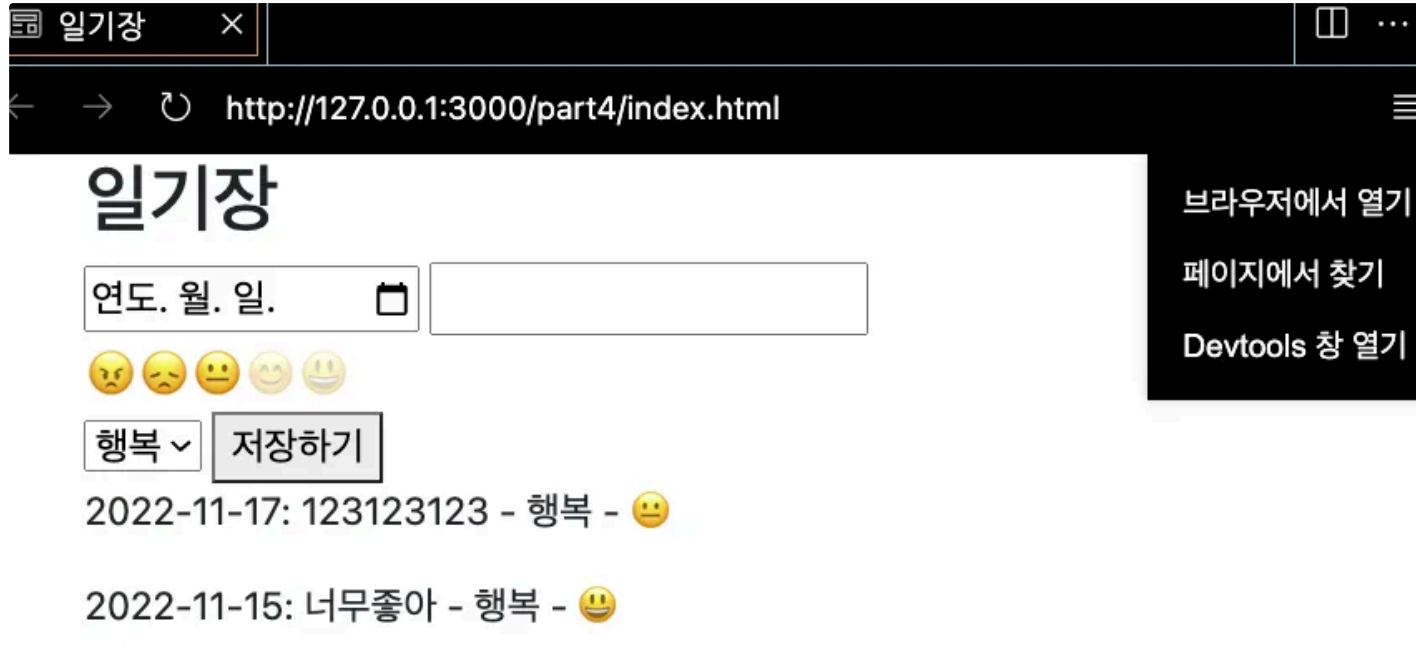 일기장
http://127.0.0.1:3000/part4/index.html
브라우저에서 열기
페이지에서 찾기
Devtools 창 열기
일기장
연도. 월. 일.
😠😞😐😊😃
행복 저장하기
2022-11-17: 123123123 - 행복 - 😐
2022-11-15: 너무좋아 - 행복 - 😃